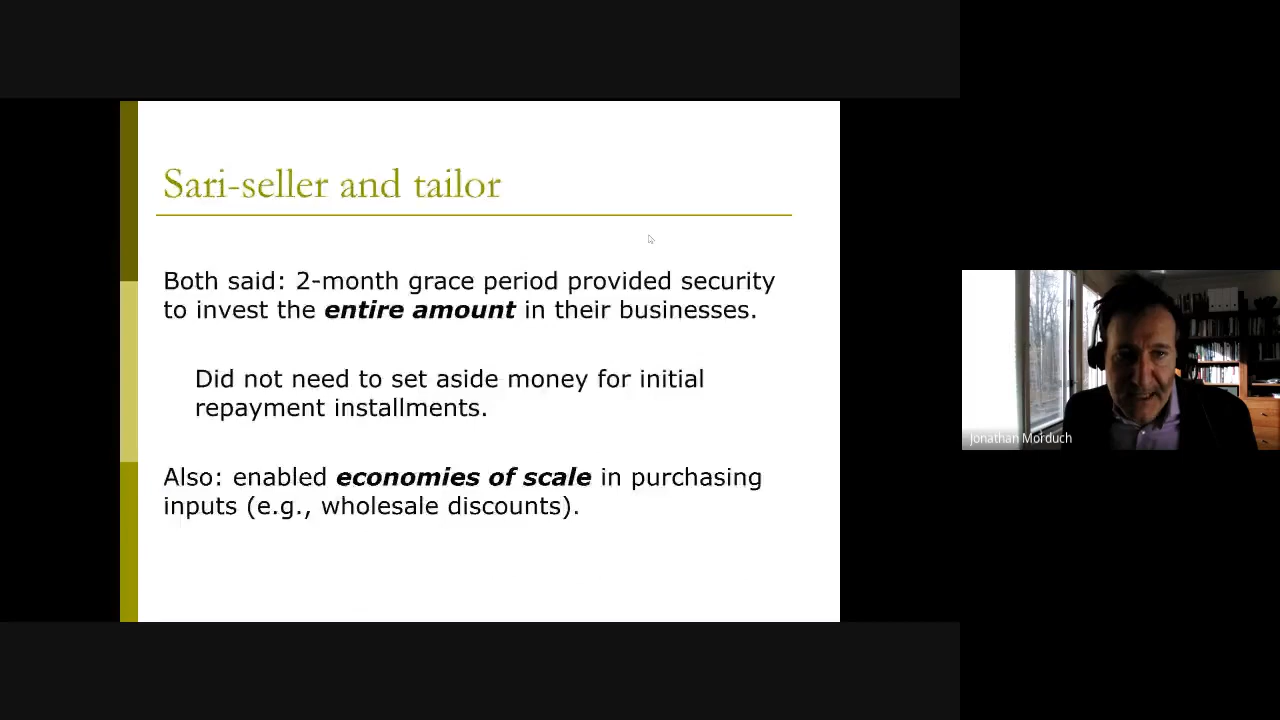 Sari-seller and tailor
Both said: 2-month grace period provided security
to invest the entire amount in their businesses.
Did not need to set aside money for initial
repayment installments.
Also: enabled economies of scale in purchasing
inputs (e.g., wholesale discounts).
Jonathan Morduch